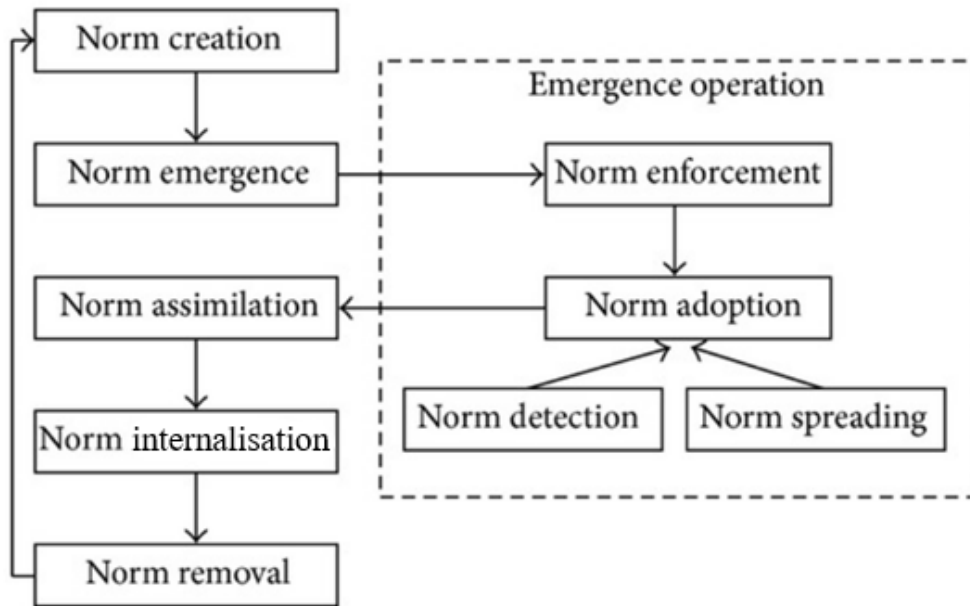 Norm creation
Emergence operation
Norm emergence
Norm enforcement
Norm assimilation
Norm adoption
Norm detection
Norm spreading
Norm internalisation
Norm removal